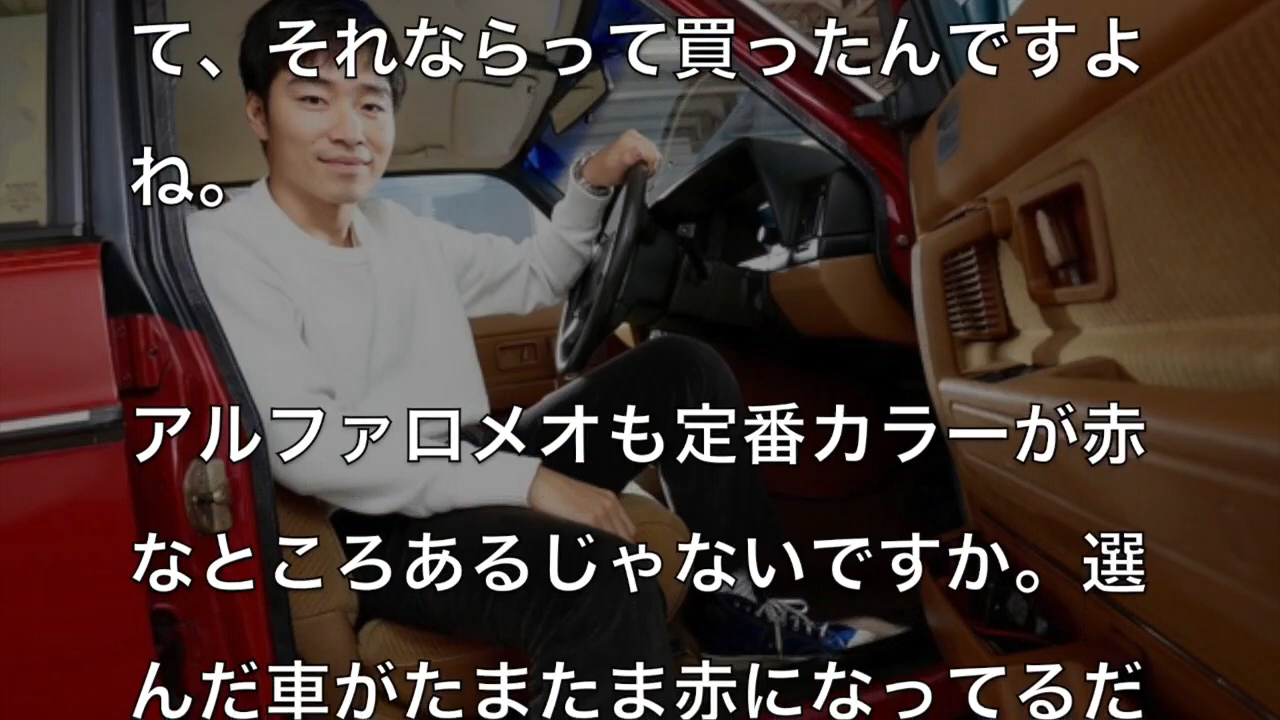 て、それならって買ったんですよ
ね。
アルファロメオも定番カラーが赤
なところあるじゃないですか。選
んだ車がたまたま赤になってるだ